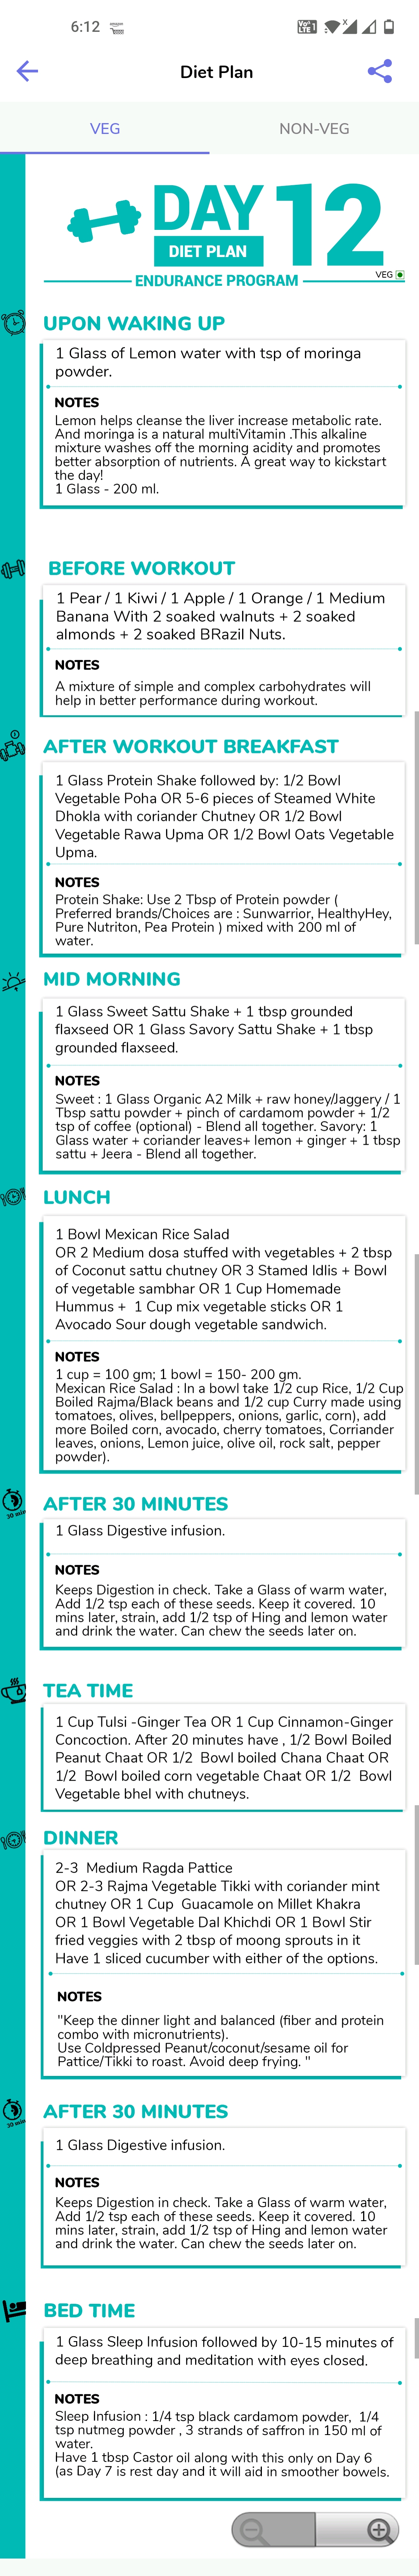 6:12
Diet Plan
VEG
NON-VEG
DAY 12
DIET PLAN
ENDURANCE PROGRAM
VEG
UPON WAKING UP
1 Glass of Lemon water with tsp of moringa
powder.
NOTES
Lemon helps cleanse the liver increase metabolic rate.
And moringa is a natural multiVitamin .This alkaline
mixture washes off the morning acidity and promotes
better absorption of nutrients. A great way to kickstart
the day!
1 Glass - 200 ml.
BEFORE WORKOUT
1 Pear / 1 Kiwi / 1 Apple / 1 Orange / 1 Medium
Banana With 2 soaked walnuts + 2 soaked
almonds + 2 soaked BRazil Nuts.
NOTES
A mixture of simple and complex carbohydrates will
help in better performance during workout.
AFTER WORKOUT BREAKFAST
1 Glass Protein Shake followed by: 1/2 Bowl
Vegetable Poha OR 5-6 pieces of Steamed White
Dhokla with coriander Chutney OR 1/2 Bowl
Vegetable Rawa Upma OR 1/2 Bowl Oats Vegetable
Upma.
NOTES
Protein Shake: Use 2 Tbsp of Protein powder (
Preferred brands/Choices are : Sunwarrior, HealthyHey,
Pure Nutriton, Pea Protein ) mixed with 200 ml of
water.
MID MORNING
1 Glass Sweet Sattu Shake + 1 tbsp grounded
flaxseed OR 1 Glass Savory Sattu Shake + 1 tbsp
grounded flaxseed.
NOTES
Sweet : 1 Glass Organic A2 Milk + raw honey/Jaggery / 1
Tbsp sattu powder + pinch of cardamom powder + 1/2
tsp of coffee (optional) - Blend all together. Savory: 1
Glass water + coriander leaves+ lemon + ginger + 1 tbsp
sattu + Jeera - Blend all together.
LUNCH
1 Bowl Mexican Rice Salad
OR 2 Medium dosa stuffed with vegetables + 2 tbsp
of Coconut sattu chutney OR 3 Stamed Idlis + Bowl
of vegetable sambhar OR 1 Cup Homemade
Hummus + 1 Cup mix vegetable sticks OR 1
Avocado Sour dough vegetable sandwich.
NOTES
1 cup = 100 gm; 1 bowl = 150- 200 gm.
Mexican Rice Salad : In a bowl take 1/2 cup Rice, 1/2 Cup
Boiled Rajma/Black beans and 1/2 cup Curry made using
tomatoes, olives, bellpeppers, onions, garlic, corn), add
more Boiled corn, avocado, cherry tomatoes, Corriander
leaves, onions, Lemon juice, olive oil, rock salt, pepper
powder).
30 min
AFTER 30 MINUTES
1 Glass Digestive infusion.
NOTES
Keeps Digestion in check. Take a Glass of warm water,
Add 1/2 tsp each of these seeds. Keep it covered. 10
mins later, strain, add 1/2 tsp of Hing and lemon water
and drink the water. Can chew the seeds later on.
TEA TIME
1 Cup Tulsi -Ginger Tea OR 1 Cup Cinnamon-Ginger
Concoction. After 20 minutes have , 1/2 Bowl Boiled
Peanut Chaat OR 1/2 Bowl boiled Chana Chaat OR
1/2 Bowl boiled corn vegetable Chaat OR 1/2 Bowl
Vegetable bhel with chutneys.
DINNER
2-3 Medium Ragda Pattice
OR 2-3 Rajma Vegetable Tikki with coriander mint
chutney OR 1 Cup Guacamole on Millet Khakra
OR 1 Bowl Vegetable Dal Khichdi OR 1 Bowl Stir
fried veggies with 2 tbsp of moong sprouts in it
Have 1 sliced cucumber with either of the options.
NOTES
"Keep the dinner light and balanced (fiber and protein
combo with micronutrients).
Use Coldpressed Peanut/coconut/sesame oil for
Pattice/Tikki to roast. Avoid deep frying. "
30 min
AFTER 30 MINUTES
1 Glass Digestive infusion.
NOTES
Keeps Digestion in check. Take a Glass of warm water,
Add 1/2 tsp each of these seeds. Keep it covered. 10
mins later, strain, add 1/2 tsp of Hing and lemon water
and drink the water. Can chew the seeds later on.
BED TIME
1 Glass Sleep Infusion followed by 10-15 minutes of
deep breathing and meditation with eyes closed.
NOTES
Sleep Infusion : 1/4 tsp black cardamom powder, 1/4
tsp nutmeg powder , 3 strands of saffron in 150 ml of
water.
Have 1 tbsp Castor oil along with this only on Day 6
(as Day 7 is rest day and it will aid in smoother bowels.